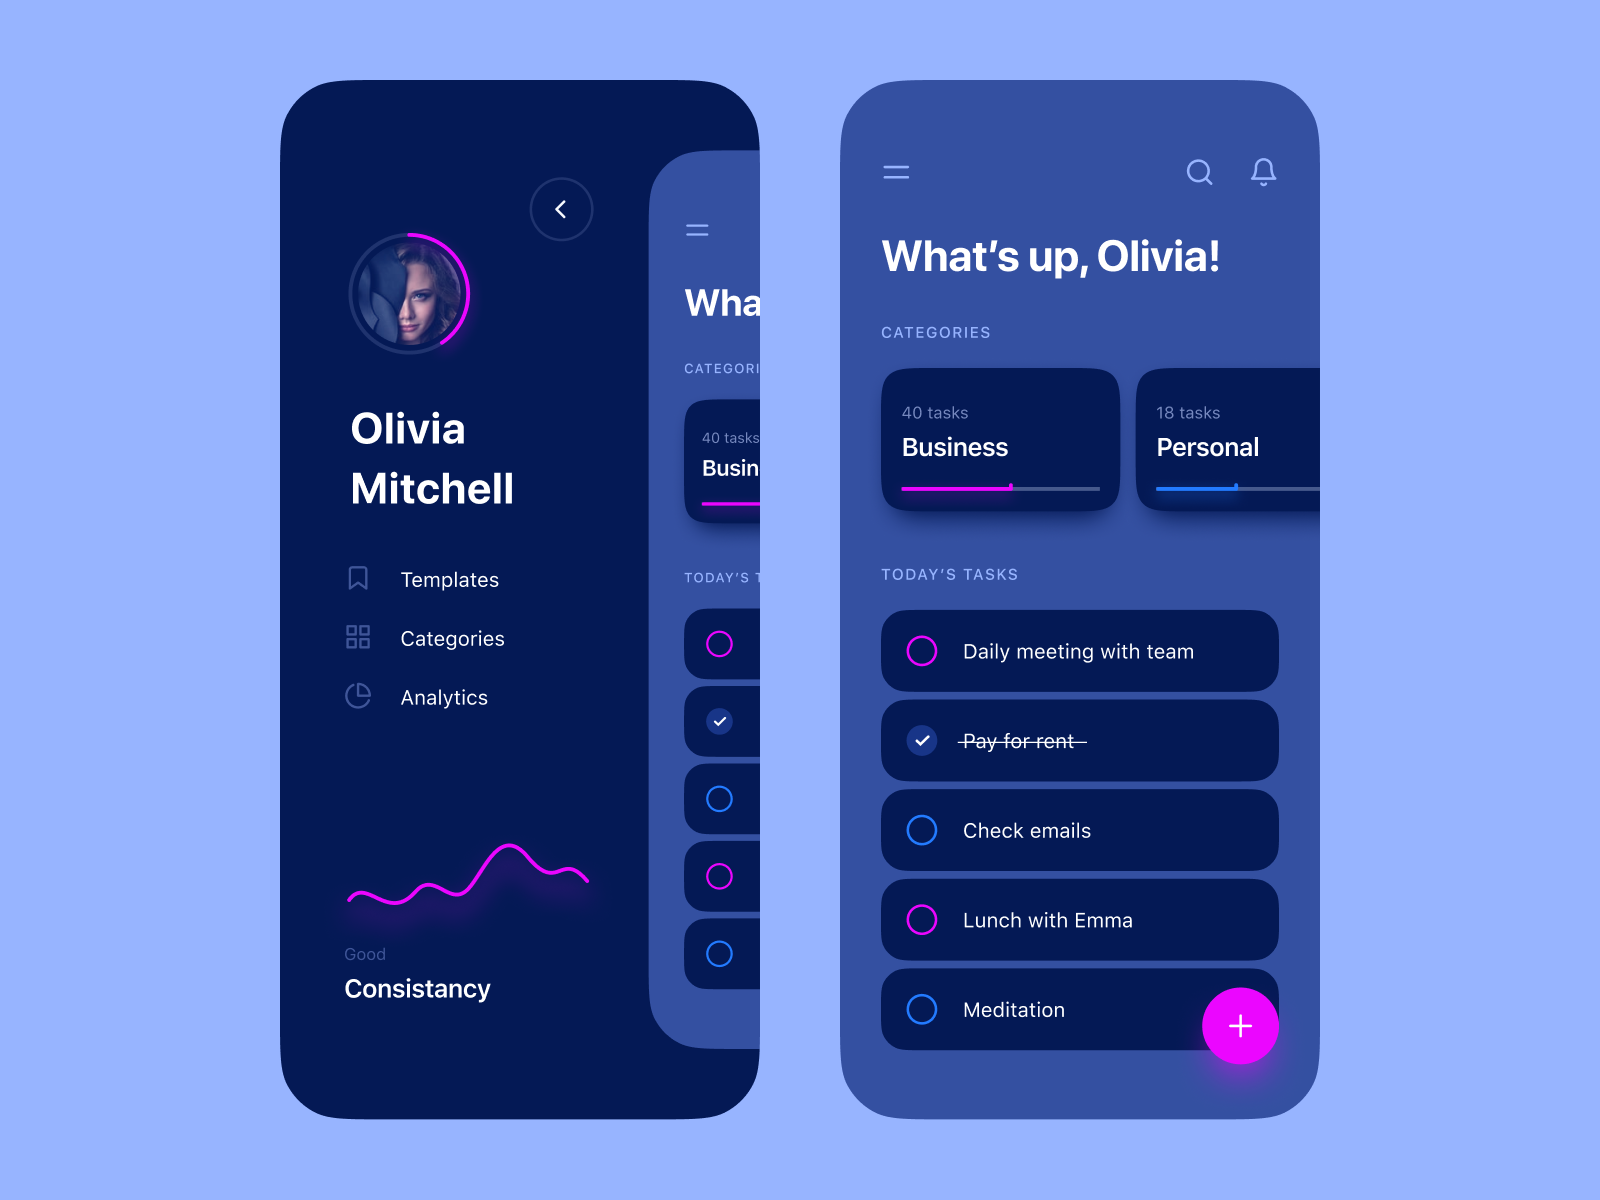 Olivia
Mitchell
Templates
Categories
Analytics
Good
Consistancy
Wha
CATEGORI
40 tasks
Busin
TODAY’S T
What’s up, Olivia!
CATEGORIES
40 tasks
Business
18 tasks
Personal
TODAY’S TASKS
Daily meeting with team
Pay for rent
Check emails
Lunch with Emma
Meditation